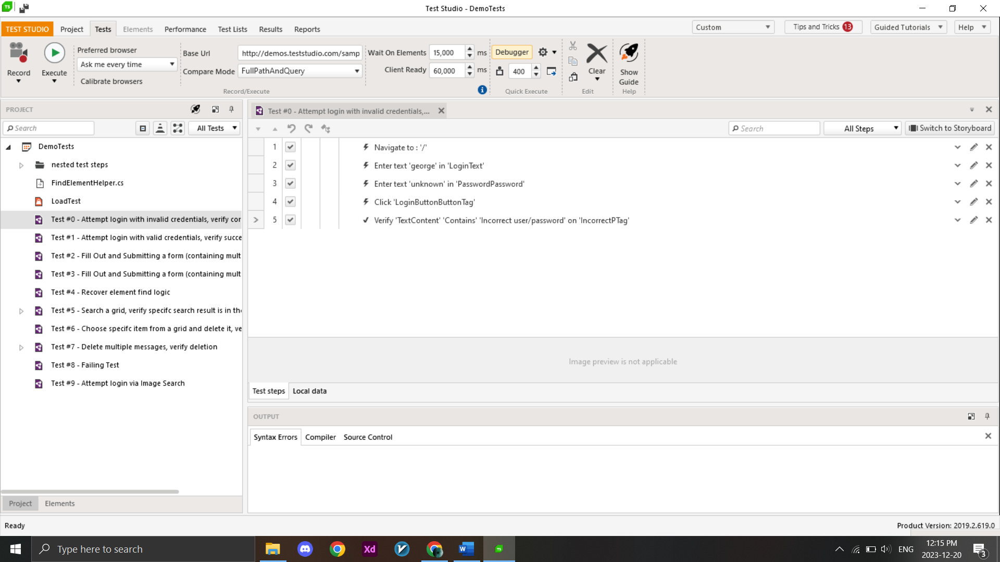 TS
Test Studio - DemoTests
TEST STUDIO Project Tests Elements Performance Test Lists Results Reports
Custom Tips and Tricks 13 Guided Tutorials Help
Record
Execute
Preferred browser
Ask me every time
Calibrate browsers
Base Url http://demos.teststudio.com/samp
Compare Mode FullPathAndQuery
Wait On Elements 15,000 ms
Client Ready 60,000 ms
Record/Execute
Debugger
400
Quick Execute
Clear
Edit
Show
Guide
Help
PROJECT
Search All Tests
DemoTests
nested test steps
FindElementHelper.cs
LoadTest
Test #0 - Attempt login with invalid credentials, verify cor
Test #1 - Attempt login with valid credentials, verify succe
Test #2 - Fill Out and Submitting a form (containing mult
Test #3 - Fill Out and Submitting a form (containing mult
Test #4 - Recover element find logic
Test #5 - Search a grid, verify specifc search result is in the
Test #6 - Choose specifc item from a grid and delete it, ve
Test #7 - Delete multiple messages, verify deletion
Test #8 - Failing Test
Test #9 - Attempt login via Image Search
Project Elements
Test #0 - Attempt login with invalid credentials,...
Search All Steps Switch to Storyboard
1 Navigate to : '/'
2 Enter text 'george' in 'LoginText'
3 Enter text 'unknown' in 'PasswordPassword'
4 Click 'LoginButtonButtonTag'
5 Verify 'TextContent' 'Contains' 'Incorrect user/password' on 'IncorrectPTag'
Image preview is not applicable
Test steps Local data
OUTPUT
Syntax Errors Compiler Source Control
Ready
Product Version: 2019.2.619.0
Type here to search
Xd
W
TS
ENG
12:15 PM
2023-12-20
3